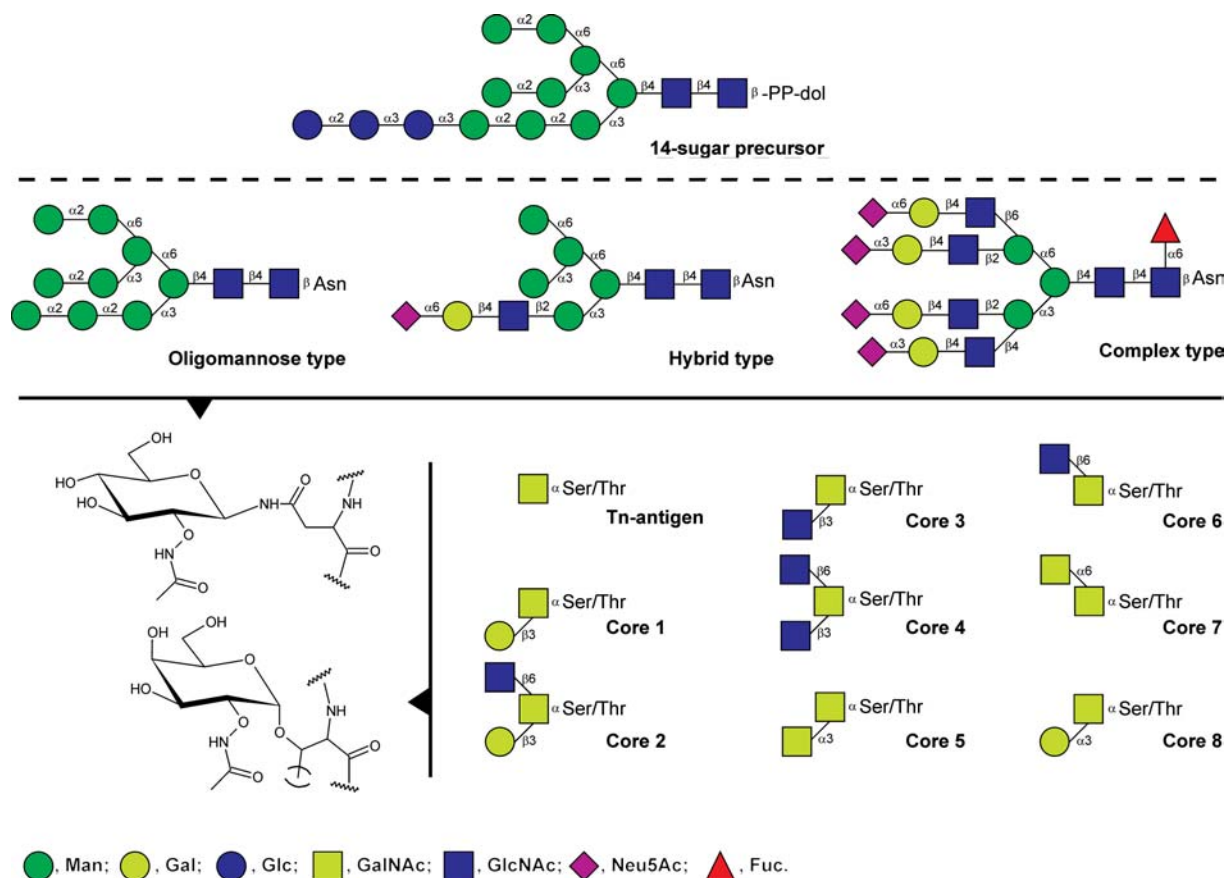 α2 α6
α6
β4 β4 β -PP-dol
α2 α3
α2 α3 α3 α2 α2 α3
14-sugar precursor
α2 α6
α6
α2 α3 β4 β4 β Asn
α2 α2 α3
Oligomannose type
α6
α6
α3 β4 β4 β Asn
α6 β4 β2 α3
Hybrid type
α6 β4 β6
α3 β4 β2 α6 α6
β4 β4 β Asn
α6 β4 β2 α3
α3 β4 β4
Complex type
OH
HO O
HO NH O HN
O O
HN
O
OH OH
O
HO
O O NH
HN O
O
α Ser/Thr
Tn-antigen
α Ser/Thr
β3
Core 1
β6
α Ser/Thr
β3
Core 2
α Ser/Thr
β3
Core 3
β6
α Ser/Thr
β3
Core 4
α Ser/Thr
α3
Core 5
β6
α Ser/Thr
Core 6
α6
α Ser/Thr
Core 7
α Ser/Thr
α3
Core 8
, Man; , Gal; , Glc; , GalNAc; , GlcNAc; , Neu5Ac; , Fuc.